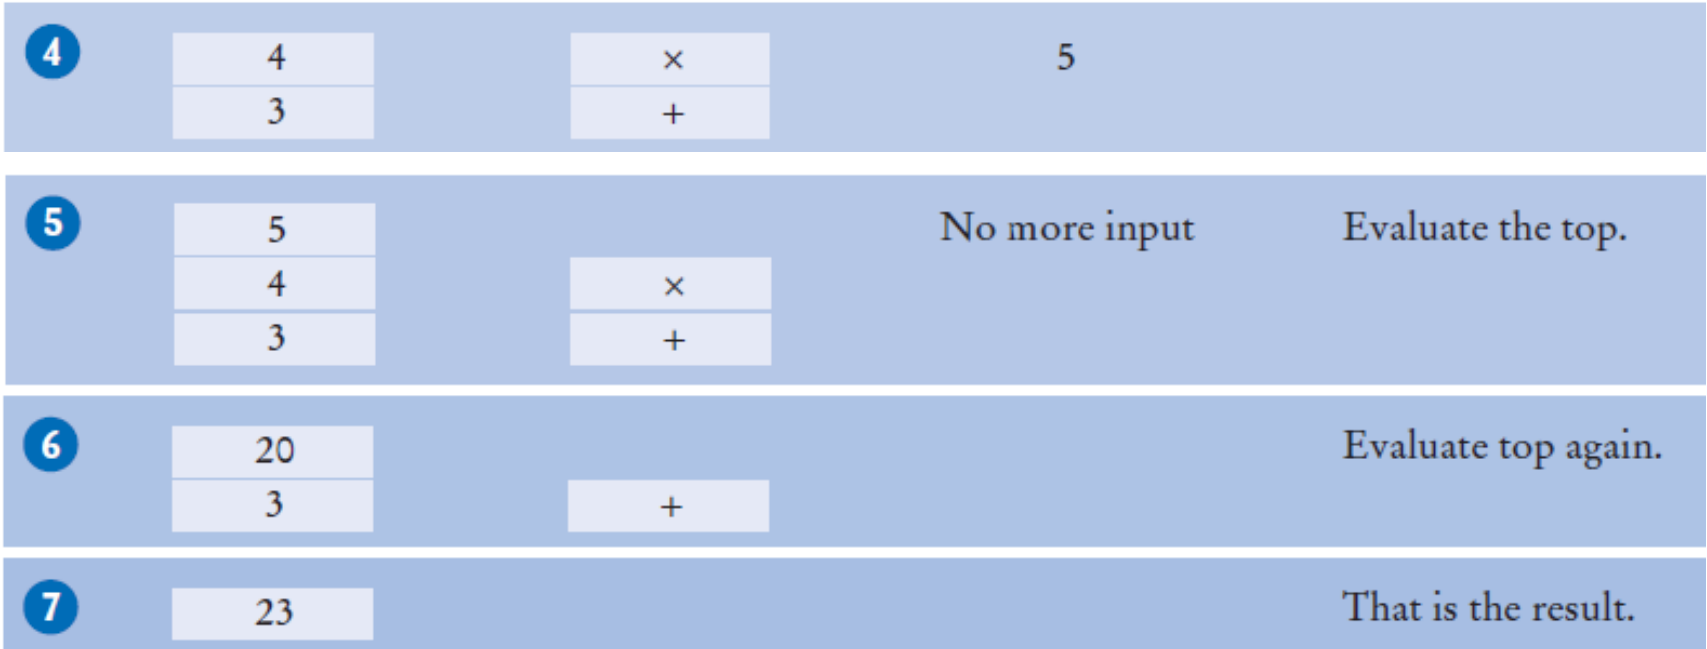 4 4 × 5
3 +
5 5 No more input Evaluate the top.
4 ×
3 +
6 20 Evaluate top again.
3 +
7 23 That is the result.